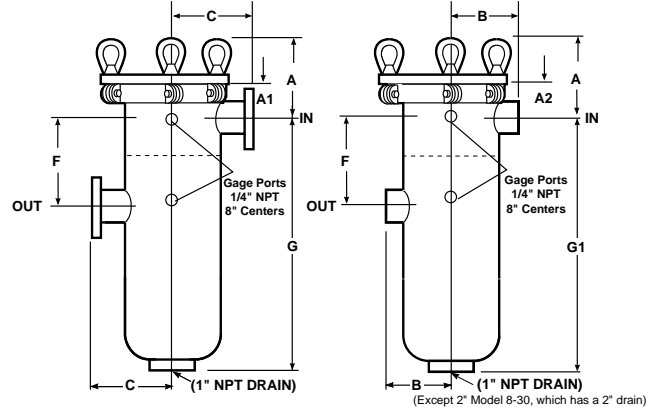 C
A
A1
IN
F
Gage Ports
1/4" NPT
8" Centers
OUT
G
C
(1" NPT DRAIN)
B
A
A2
IN
F
Gage Ports
1/4" NPT
8" Centers
OUT
G1
B
(1" NPT DRAIN)
(Except 2" Model 8-30, which has a 2" drain)